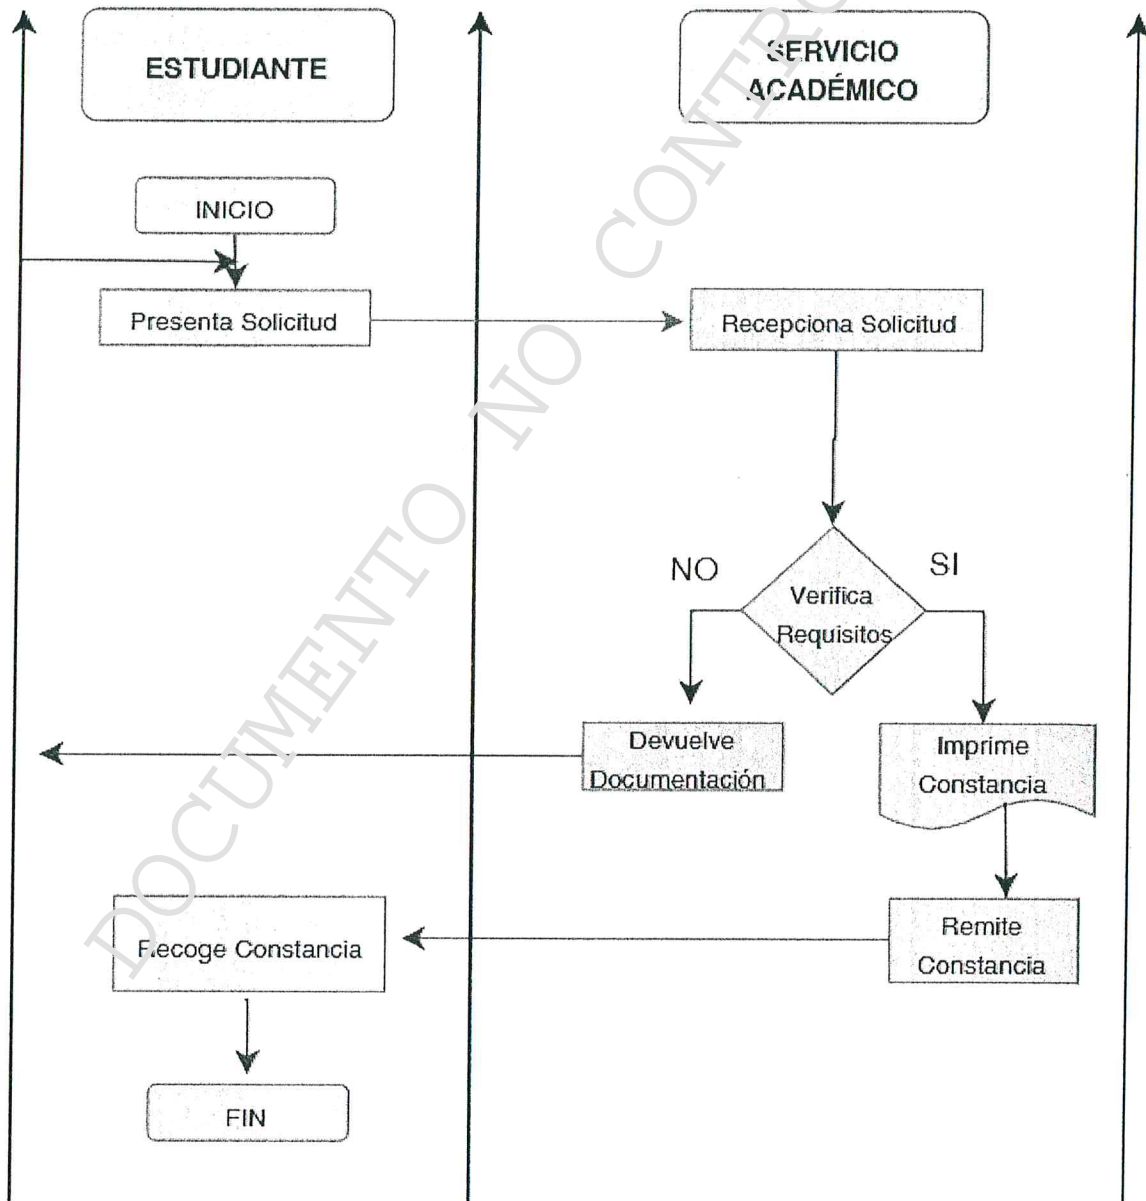 ESTUDIANTE
SERVICIO
ACADÉMICO
INICIO
Presenta Solicitud
Recepciona Solicitud
NO
SI
Verifica
Requisitos
Devuelve
Documentación
Imprime
Constancia
Recoge Constancia
Remite
Constancia
FIN
DOCUMENTO NO